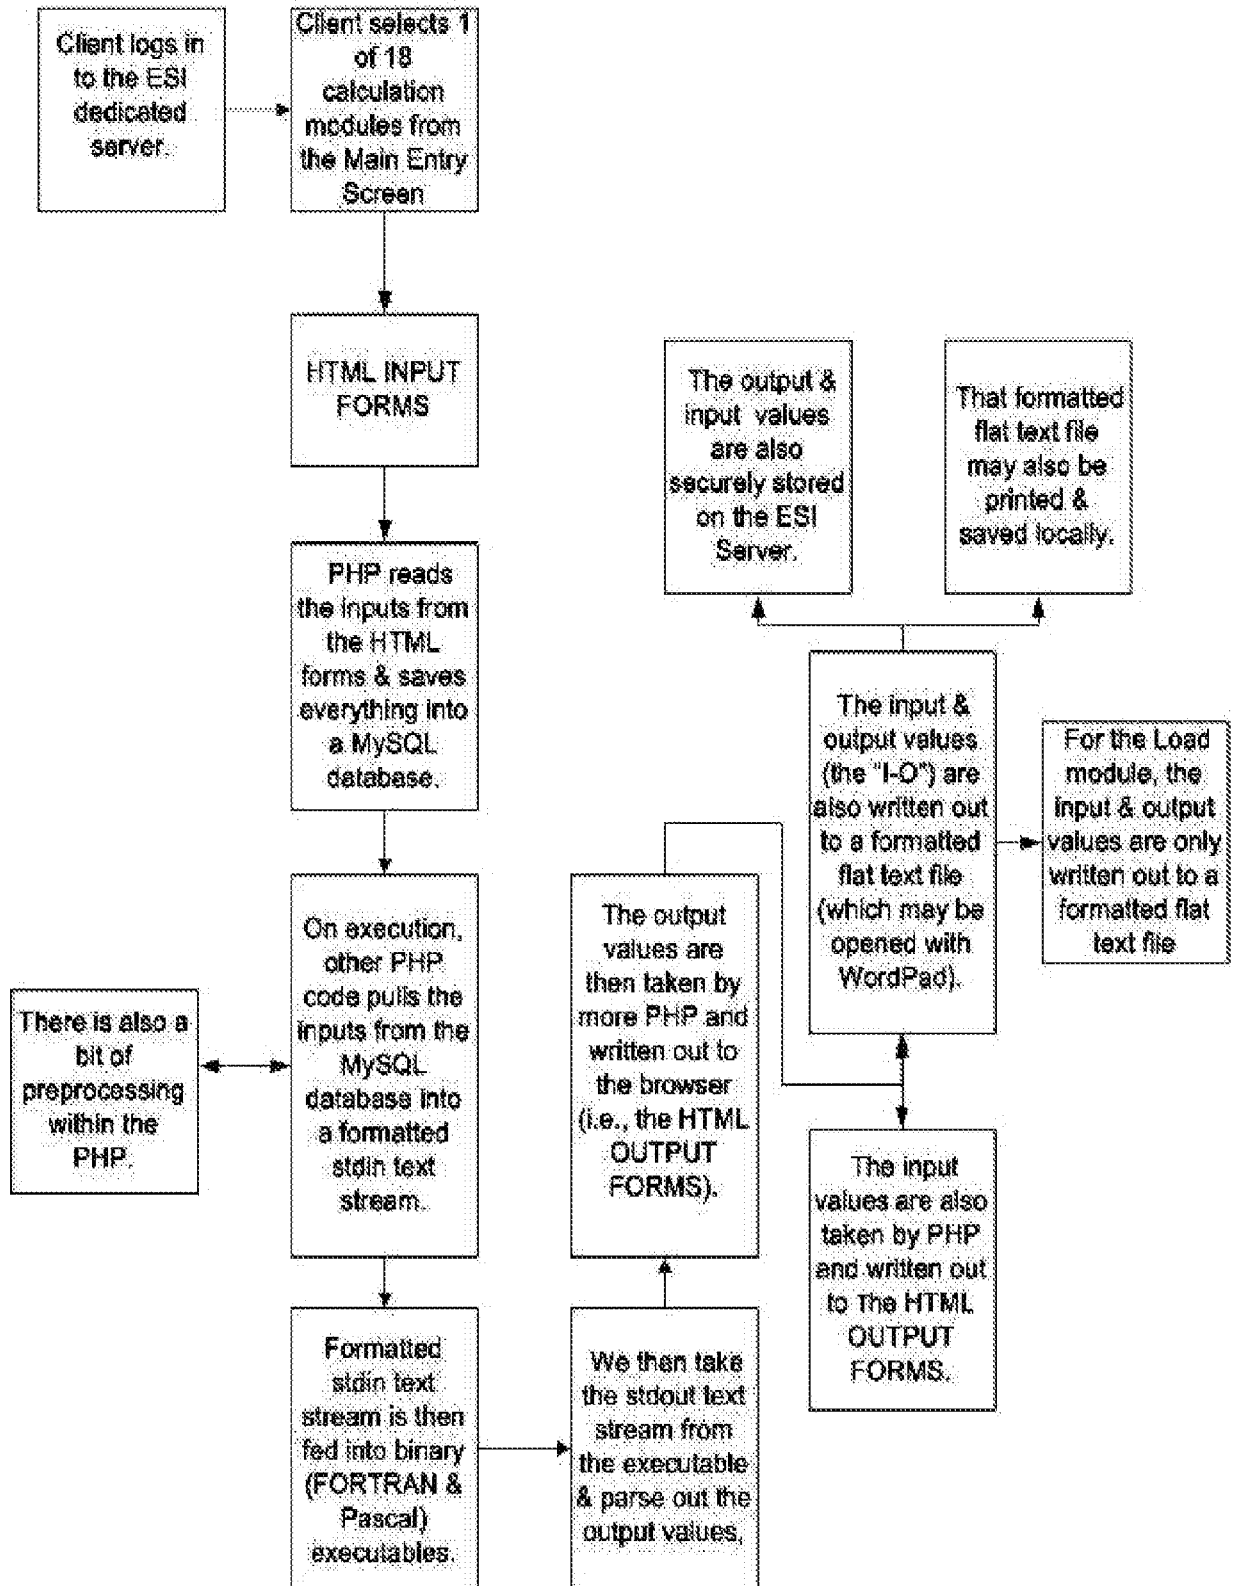 Client logs in
to the ESI
dedicated
server.
Client selects 1
of 18
calculation
modules from
the Main Entry
Screen
HTML INPUT
FORMS
PHP reads
the inputs from
the HTML
forms & saves
everything into
a MySQL
database.
On execution,
other PHP
code pulls the
inputs from the
MySQL
database into
a formatted
stdin text
stream.
There is also a
bit of
preprocessing
within the
PHP.
Formatted
stdin text
stream is then
fed into binary
(FORTRAN &
Pascal)
executables.
We then take
the stdout text
stream from
the executable
& parse out the
output values,
The output
values are
then taken by
more PHP and
written out to
the browser
(i.e., the HTML
OUTPUT
FORMS).
The input
values are also
taken by PHP
and written out
to The HTML
OUTPUT
FORMS.
The input &
output values
(the "I-O") are
also written out
to a formatted
flat text file
(which may be
opened with
WordPad).
For the Load
module, the
input & output
values are only
written out to a
formatted flat
text file
The output &
input values
are also
securely stored
on the ESI
Server.
That formatted
flat text file
may also be
printed &
saved locally.